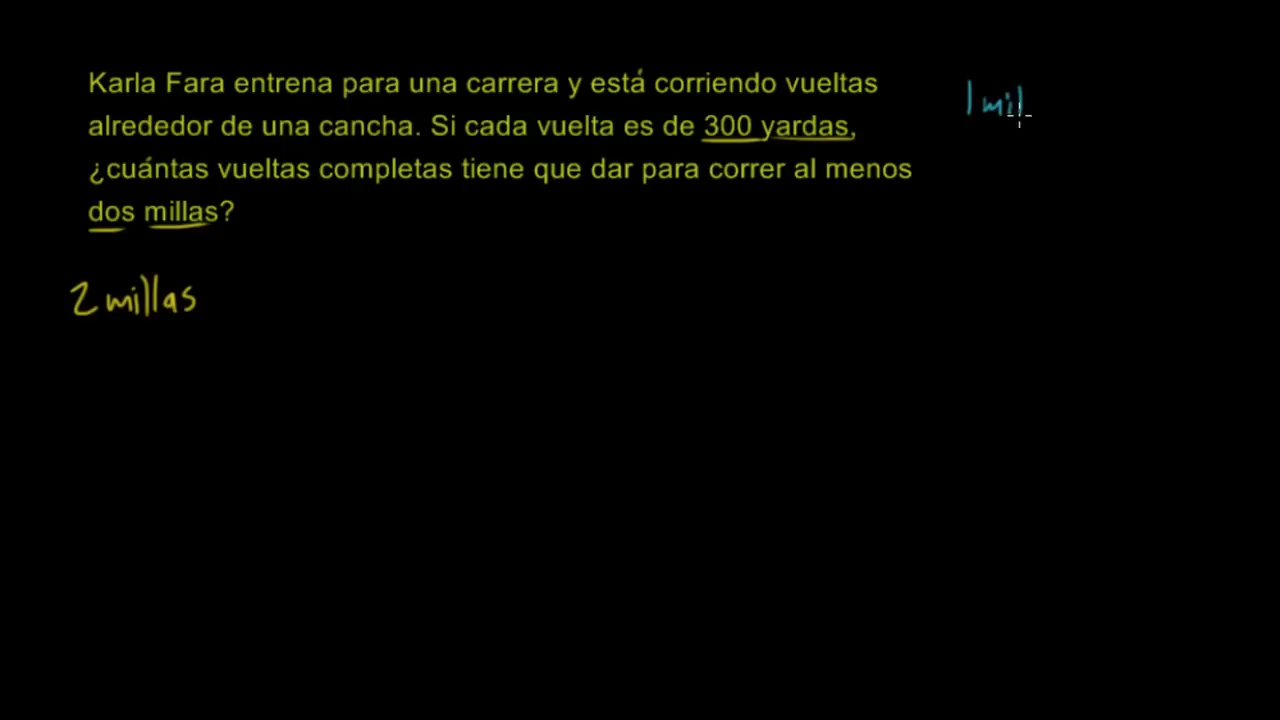 Karla Fara entrena para una carrera y está corriendo vueltas
alrededor de una cancha. Si cada vuelta es de 300 yardas,
¿cuántas vueltas completas tiene que dar para correr al menos
dos millas?
1 mil
2 millas